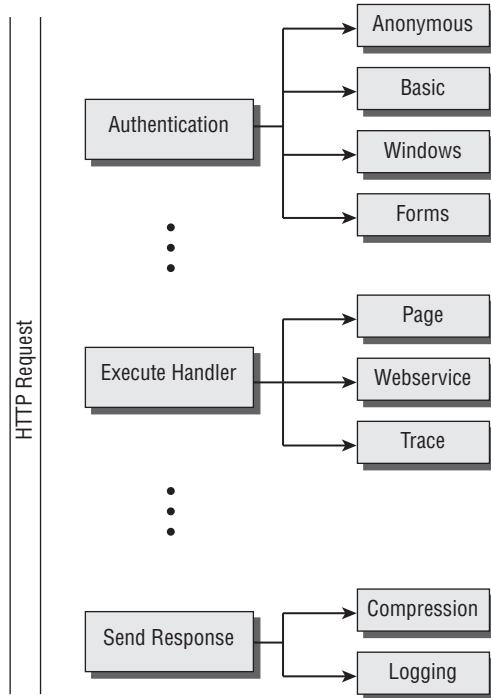 HTTP Request
Authentication
Anonymous
Basic
Windows
Forms
Execute Handler
Page
Webservice
Trace
Send Response
Compression
Logging